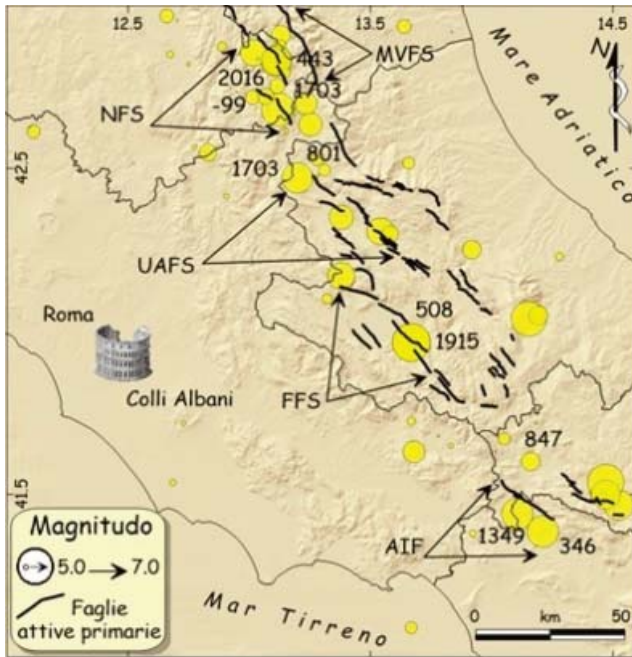 12.5
13.5
14.5
443
MVFS
N
Mare Adriatico
2016
1703
-99
NFS
42.5
1703
801
UAFS
508
Roma
1915
Colli Albani
FFS
847
41.5
Magnitudo
5.0
7.0
AIF
1349
346
Faglie
attive primarie
Mar Tirreno
0
km
50